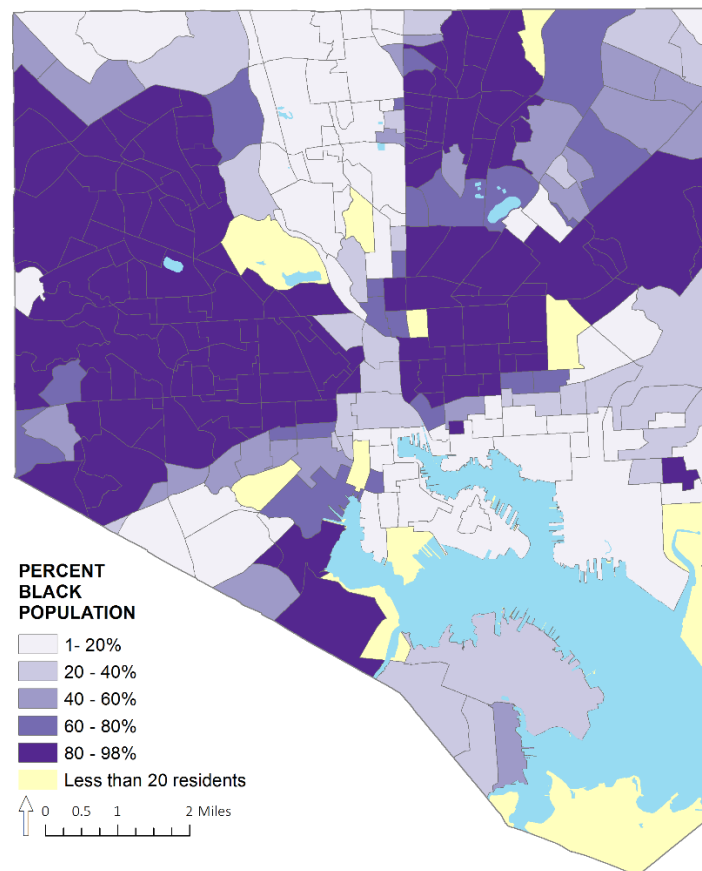 PERCENT
BLACK
POPULATION
1- 20%
20 - 40%
40 - 60%
60 - 80%
80 - 98%
Less than 20 residents
0 0.5 1 2 Miles